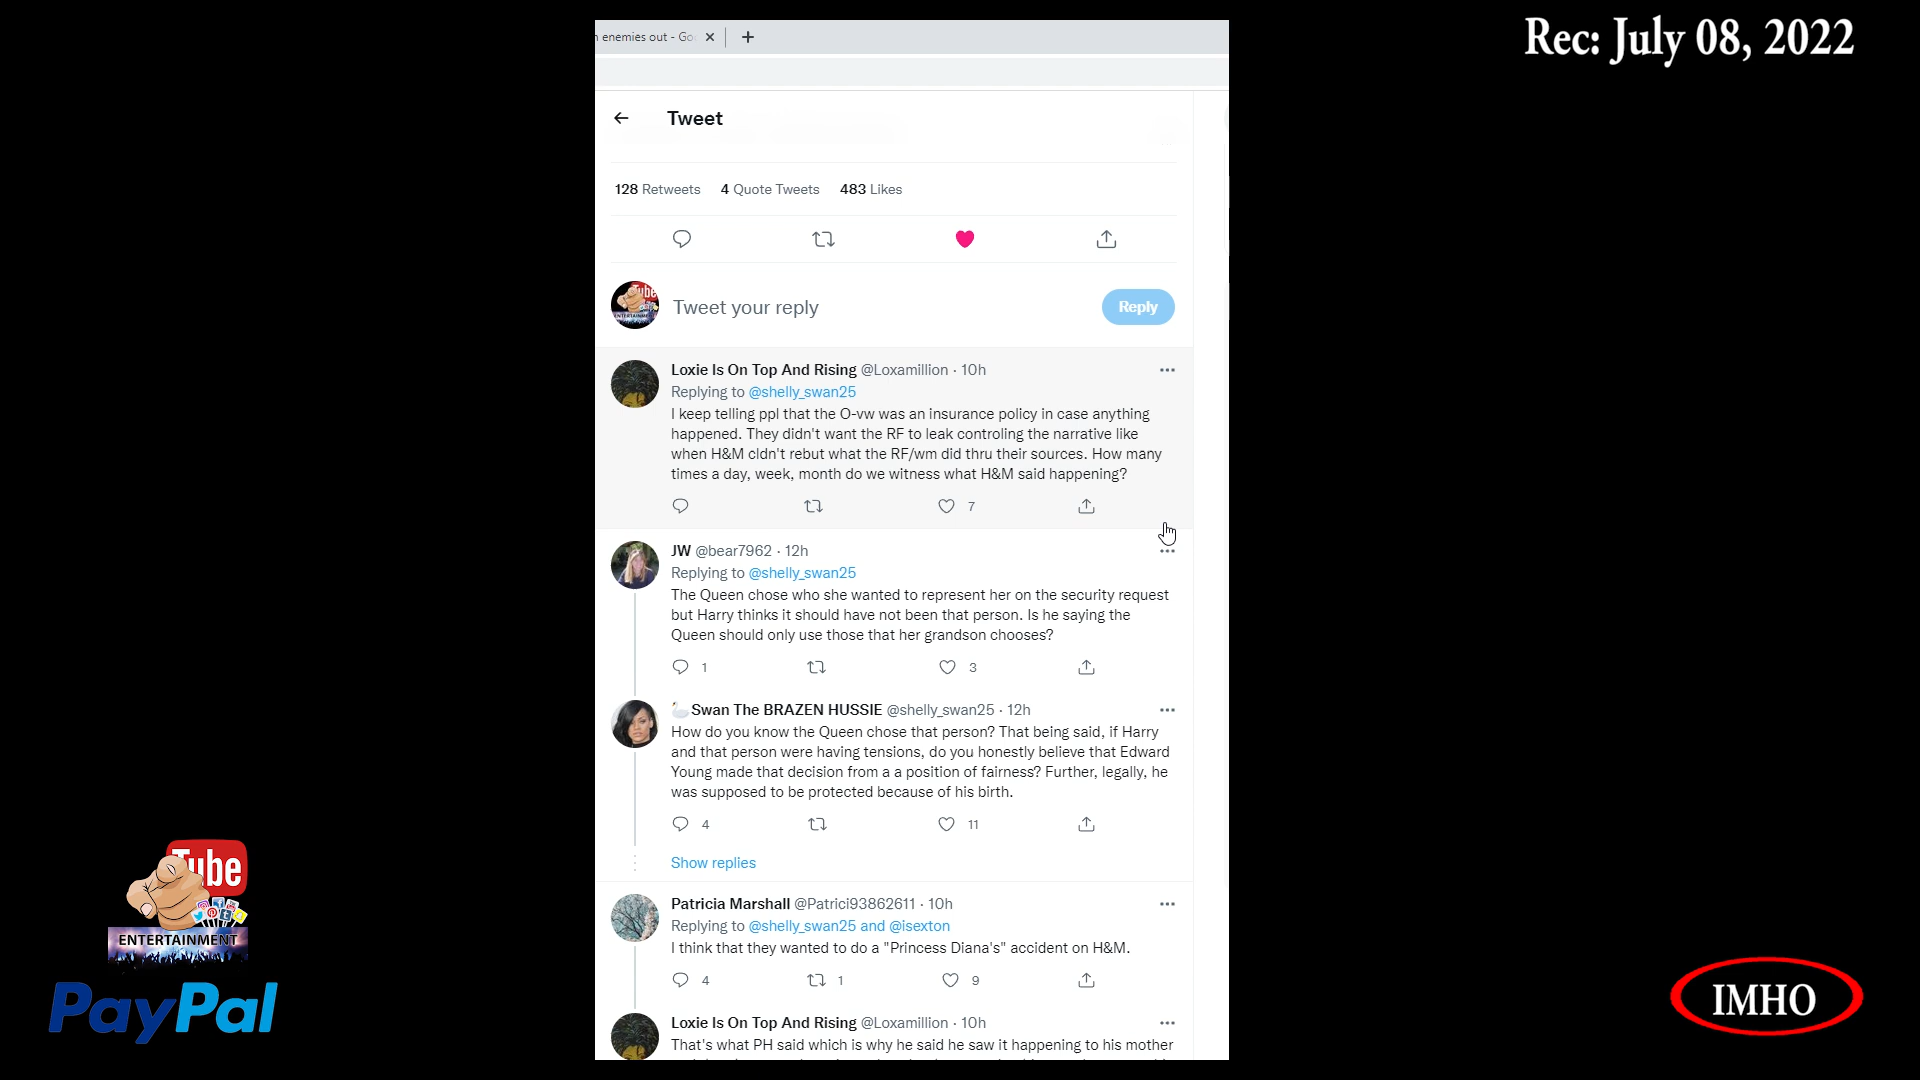 Rec: July 08, 2022
enemies out - Go
Tweet
128 Retweets 4 Quote Tweets 483 Likes
Tweet your reply
Reply
Loxie Is On Top And Rising @Loxamillion · 10h
Replying to @shelly_swan25
I keep telling ppl that the O-vw was an insurance policy in case anything
happened. They didn't want the RF to leak controling the narrative like
when H&M cldn't rebut what the RF/wm did thru their sources. How many
times a day, week, month do we witness what H&M said happening?
7
JW @bear7962 · 12h
Replying to @shelly_swan25
The Queen chose who she wanted to represent her on the security request
but Harry thinks it should have not been that person. Is he saying the
Queen should only use those that her grandson chooses?
1 3
🦢Swan The BRAZEN HUSSIE @shelly_swan25 · 12h
How do you know the Queen chose that person? That being said, if Harry
and that person were having tensions, do you honestly believe that Edward
Young made that decision from a a position of fairness? Further, legally, he
was supposed to be protected because of his birth.
4 11
Show replies
Patricia Marshall @Patrici93862611 · 10h
Replying to @shelly_swan25 and @isexton
I think that they wanted to do a "Princess Diana's" accident on H&M.
4 1 9
Loxie Is On Top And Rising @Loxamillion · 10h
That's what PH said which is why he said he saw it happening to his mother
Tube
ENTERTAINMENT
PayPal
IMHO